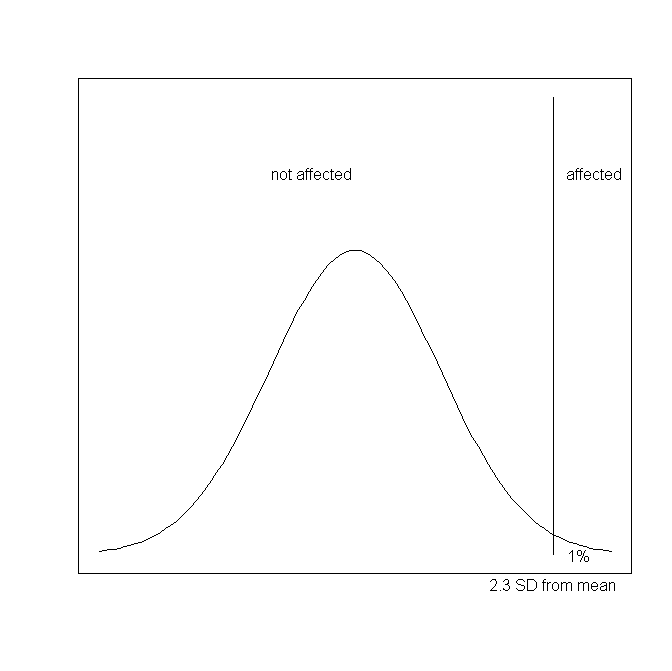 not affected
affected
1%
2.3 SD from mean